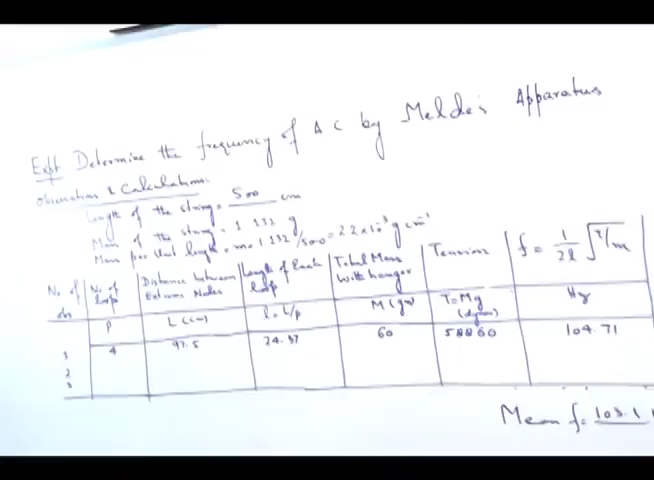 Expt Determine the frequency of A C by Melde's Apparatus
Observations & Calculations
Length of the string = 500 cm
Mass of the string = 1.132 g
Mass per unit length = m = 1.132/500 = 2.2 x 10⁻³ g cm⁻¹
No of obs | No of loop | Distance between Extreme Nodes | Length of Each loop | Total Mass with hanger | Tension | f = 1/2l √T/m
P | L (cm) | l = L/p | M (gm) | T = Mg (dyne) | Hz
1 | 4 | 97.5 | 24.37 | 60 | 58860 | 104.71
2
3
Mean f = 103.1